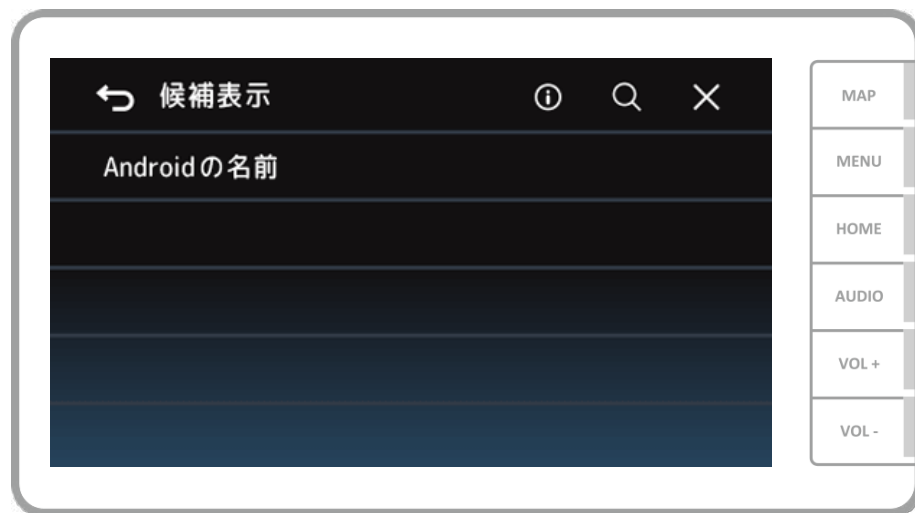 候補表示
Androidの名前
MAP
MENU
HOME
AUDIO
VOL +
VOL -